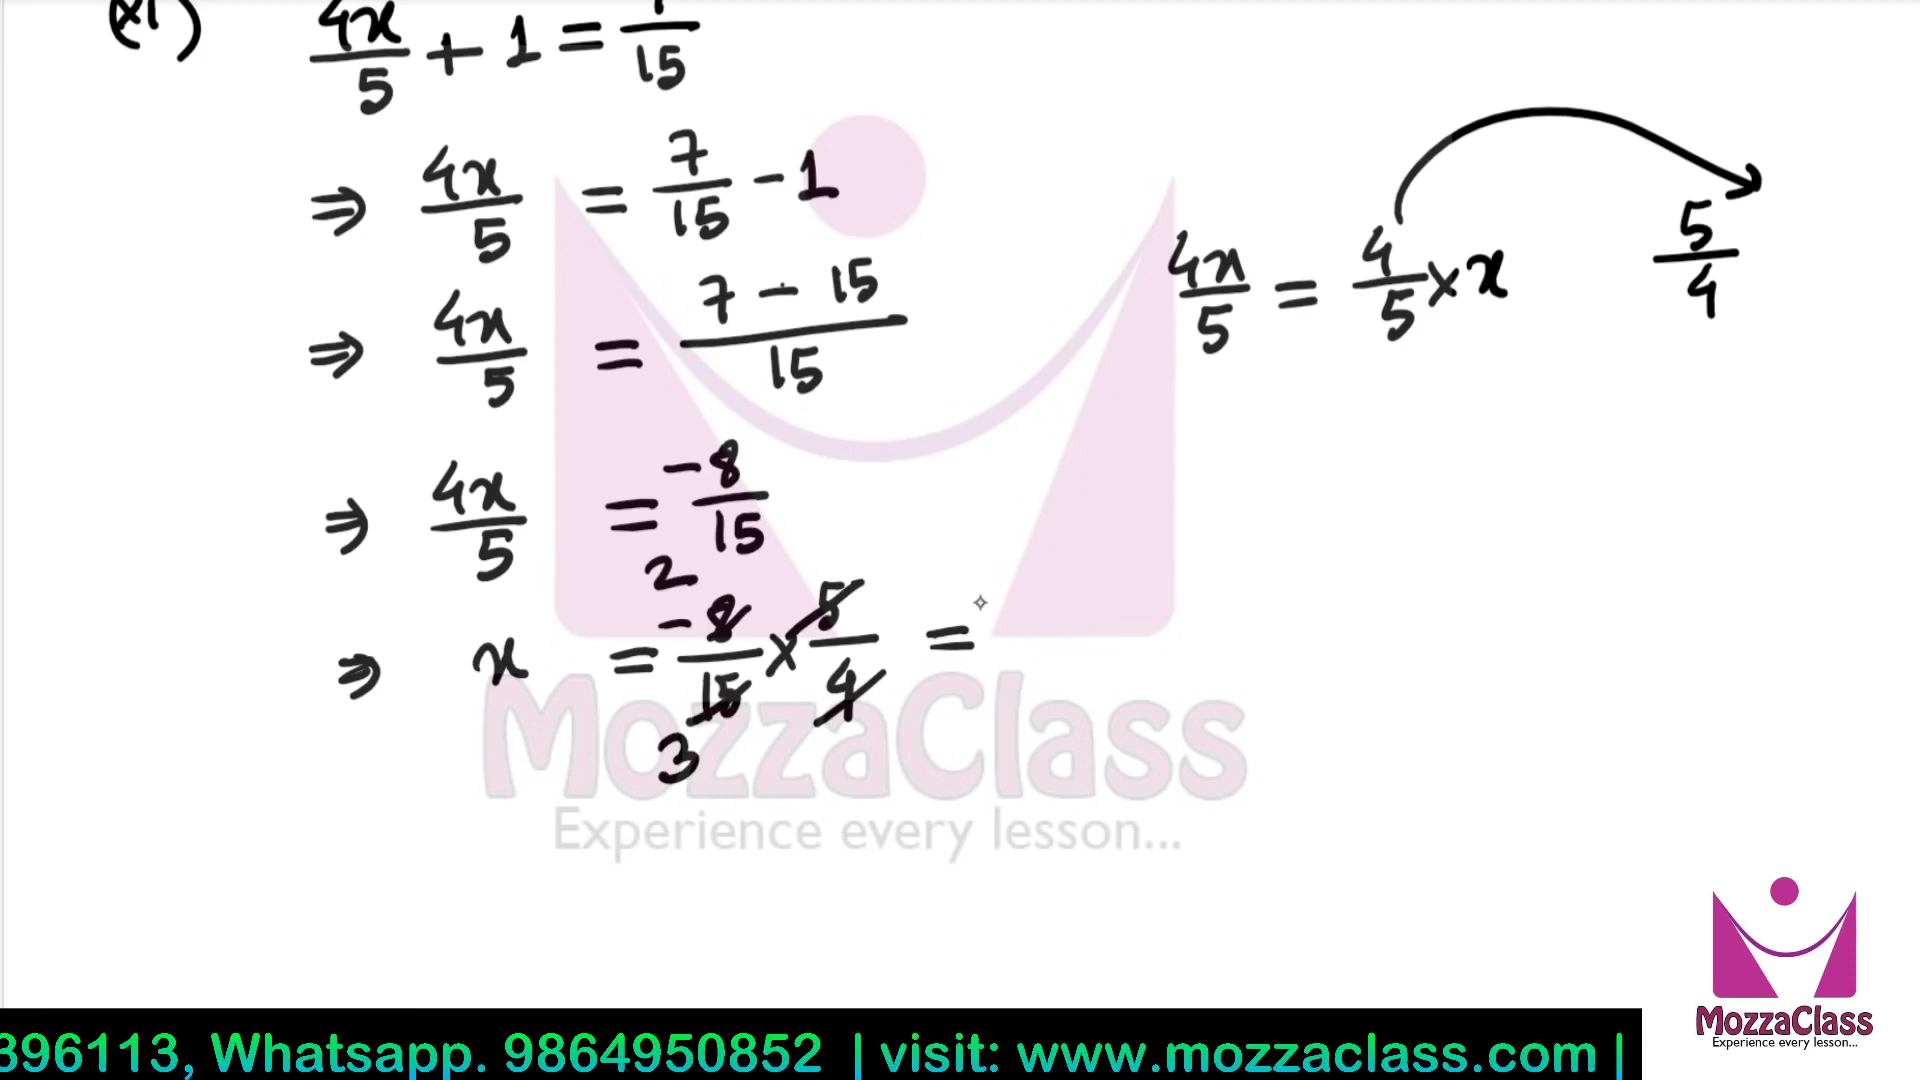 (xi) 4x/5 + 1 = 7/15
⇒ 4x/5 = 7/15 - 1
4x/5 = 4/5 × x 5/4
⇒ 4x/5 = 7 - 15/15
⇒ 4x/5 = -8/15
2
⇒ x = -8/15 × 5/4 =
3
MozzaClass
Experience every lesson...
MozzaClass
Experience every lesson...
396113, Whatsapp. 9864950852 | visit: www.mozzaclass.com |